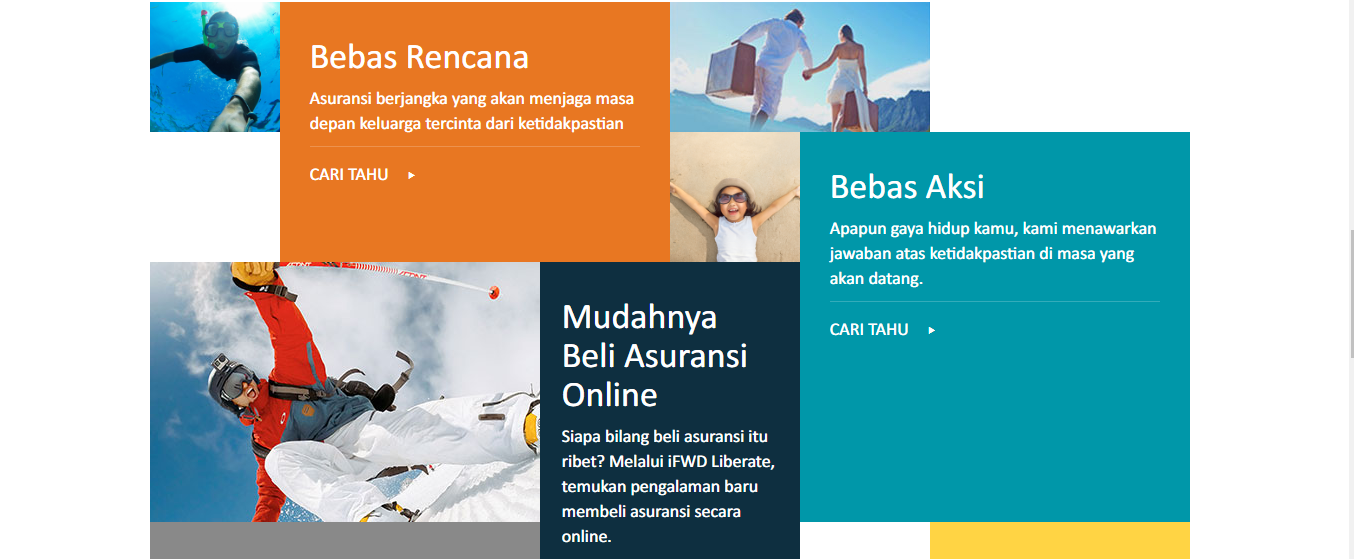 Bebas Rencana
Asuransi berjangka yang akan menjaga masa
depan keluarga tercinta dari ketidakpastian
CARI TAHU
Bebas Aksi
Apapun gaya hidup kamu, kami menawarkan
jawaban atas ketidakpastian di masa yang
akan datang.
CARI TAHU
Mudahnya
Beli Asuransi
Online
Siapa bilang beli asuransi itu
ribet? Melalui iFWD Liberate,
temukan pengalaman baru
membeli asuransi secara
online.